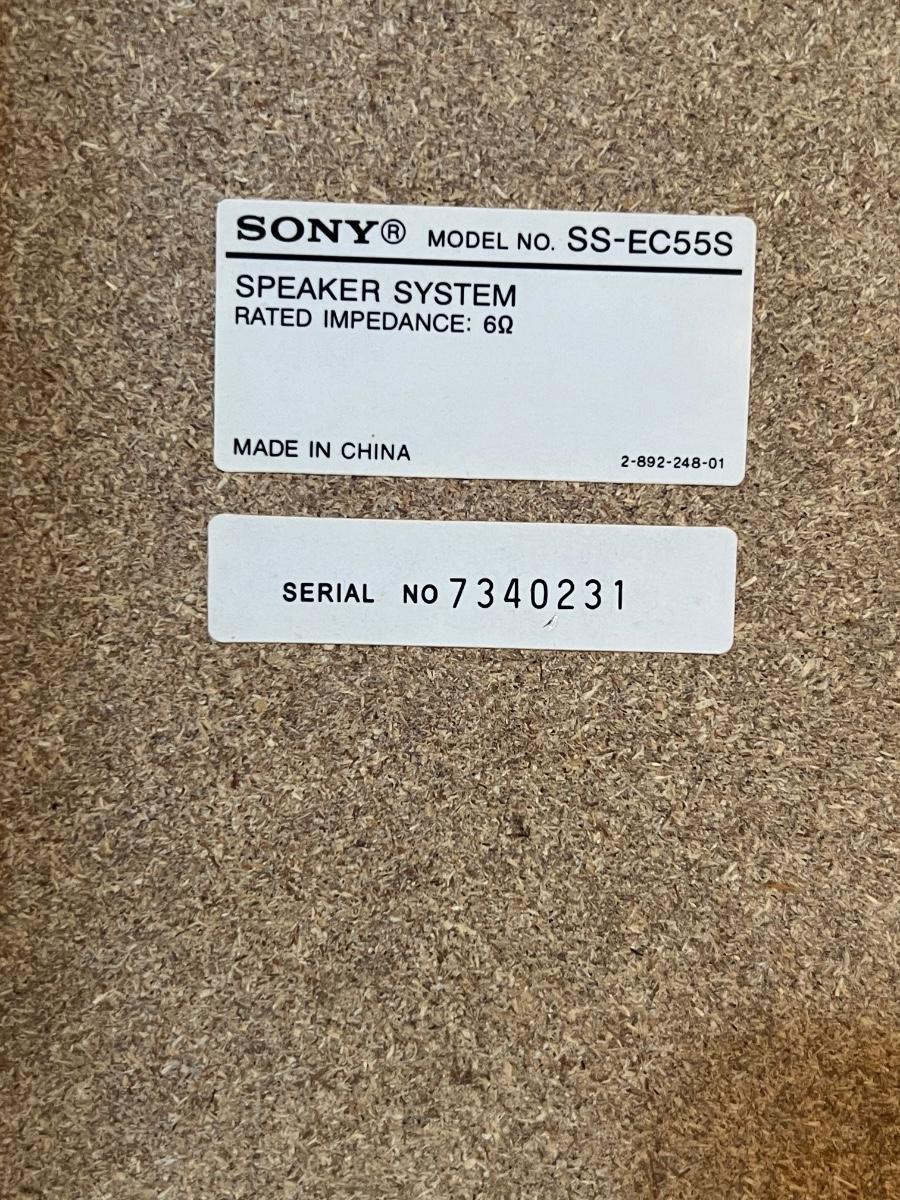 SONY® MODEL NO. SS-EC55S
SPEAKER SYSTEM
RATED IMPEDANCE: 6Ω
MADE IN CHINA 2-892-248-01
SERIAL NO 7340231